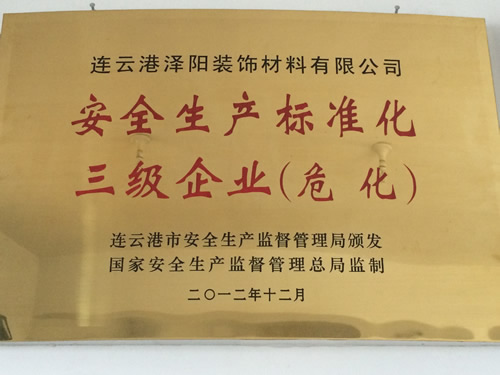 连云港泽阳装饰材料有限公司
安全生产标准化
三级企业(危 化)
连云港市安全生产监督管理局颁发
国家安全生产监督管理总局监制
二〇一二年十二月